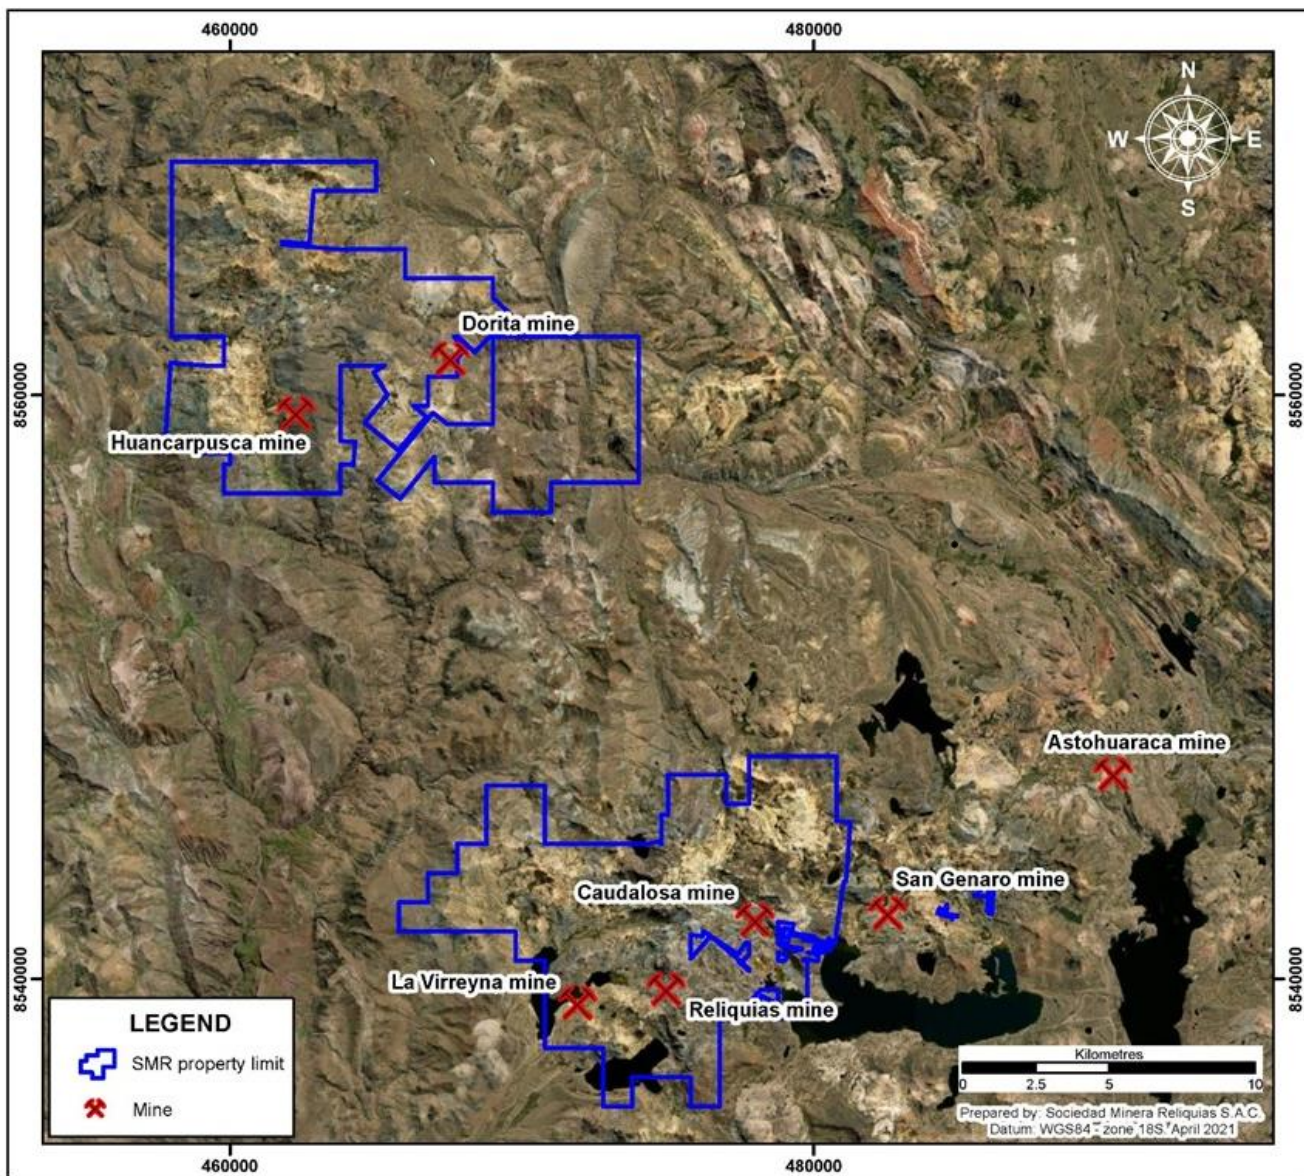 460000
480000
N
W
E
S
Dorita mine
8560000
8560000
Huancarpusca mine
Astohuaraca mine
San Genaro mine
Caudalosa mine
La Virreyna mine
8540000
8540000
Reliquias mine
LEGEND
SMR property limit
Mine
Kilometres
0 2.5 5 10
Prepared by: Sociedad Minera Reliquias S.A.C.
Datum: WGS84 - zone 18S. April 2021
460000
480000